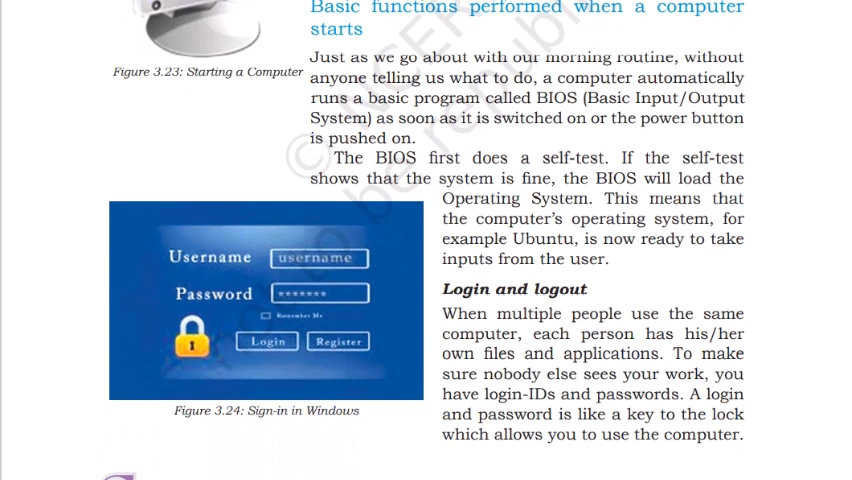 Basic functions performed when a computer
starts
Just as we go about with our morning routine, without
anyone telling us what to do, a computer automatically
runs a basic program called BIOS (Basic Input/Output
System) as soon as it is switched on or the power button
is pushed on.
Figure 3.23: Starting a Computer
The BIOS first does a self-test. If the self-test
shows that the system is fine, the BIOS will load the
Operating System. This means that
the computer's operating system, for
example Ubuntu, is now ready to take
inputs from the user.
Username username
Password *******
Remember Me
Login Register
Figure 3.24: Sign-in in Windows
Login and logout
When multiple people use the same
computer, each person has his/her
own files and applications. To make
sure nobody else sees your work, you
have login-IDs and passwords. A login
and password is like a key to the lock
which allows you to use the computer.
© NCER
to be republi